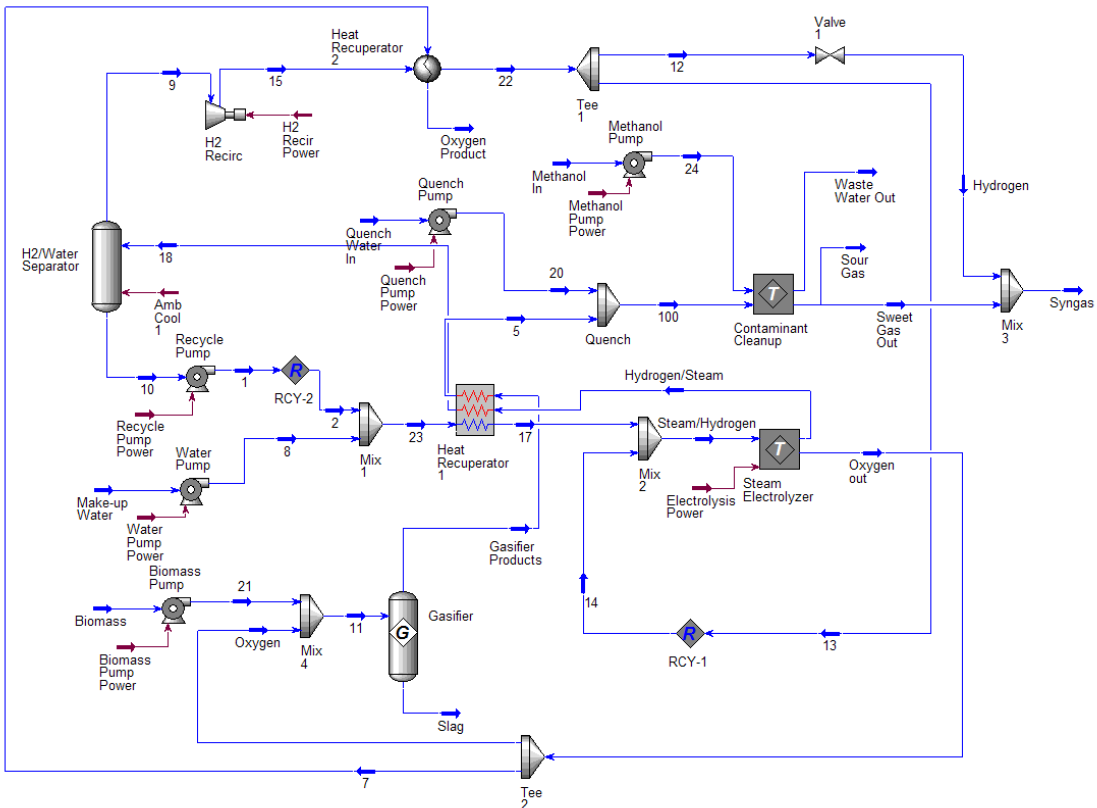 Valve
1
Heat
Recuperator
2
12
9
15
22
Tee
1
H2
Recirc
H2
Recir
Power
Oxygen
Product
Methanol
Pump
Methanol
In
24
Methanol
Pump
Power
Waste
Water Out
Hydrogen
Quench
Pump
Quench
Water
In
Quench
Pump
Power
H2/Water
Separator
18
Sour
Gas
20
Amb
Cool
1
5
Quench
100
T
Contaminant
Cleanup
Sweet
Gas
Out
Mix
3
Syngas
Recycle
Pump
10
1
R
RCY-2
Recycle
Pump
Power
2
Hydrogen/Steam
Mix
1
23
Heat
Recuperator
1
17
Steam/Hydrogen
Mix
2
T
Steam
Electrolyzer
Oxygen
out
Electrolysis
Power
Water
Pump
8
Make-up
Water
Water
Pump
Power
Gasifier
Products
Biomass
Pump
21
Biomass
Oxygen
11
Mix
4
G
Gasifier
Biomass
Pump
Power
14
R
RCY-1
13
Slag
7
Tee
2